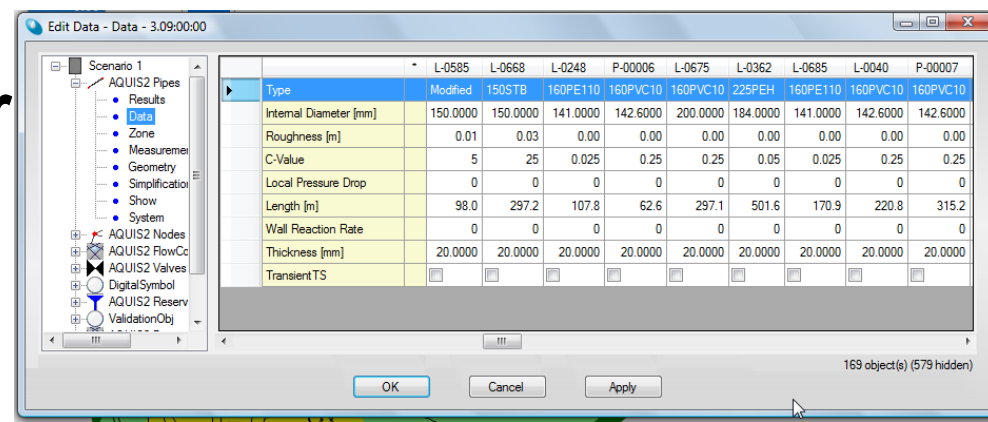 Edit Data - Data - 3.09:00:00
Scenario 1
AQUIS2 Pipes
Results
Data
Zone
Measuremer
Geometry
Simplification
Show
System
AQUIS2 Nodes
AQUIS2 FlowCo
AQUIS2 Valves
DigitalSymbol
AQUIS2 Reserv
ValidationObj
* L-0585 L-0668 L-0248 P-00006 L-0675 L-0362 L-0685 L-0040 P-00007
Type Modified 150STB 160PE110 160PVC10 160PVC10 225PEH 160PE110 160PVC10 160PVC10
Internal Diameter [mm] 150.0000 150.0000 141.0000 142.6000 200.0000 184.0000 141.0000 142.6000 142.6000
Roughness [m] 0.01 0.03 0.00 0.00 0.00 0.00 0.00 0.00 0.00
C-Value 5 25 0.025 0.25 0.25 0.05 0.025 0.25 0.25
Local Pressure Drop 0 0 0 0 0 0 0 0 0
Length [m] 98.0 297.2 107.8 62.6 297.1 501.6 170.9 220.8 315.2
Wall Reaction Rate 0 0 0 0 0 0 0 0 0
Thickness [mm] 20.0000 20.0000 20.0000 20.0000 20.0000 20.0000 20.0000 20.0000 20.0000
TransientTS
169 object(s) (579 hidden)
OK Cancel Apply